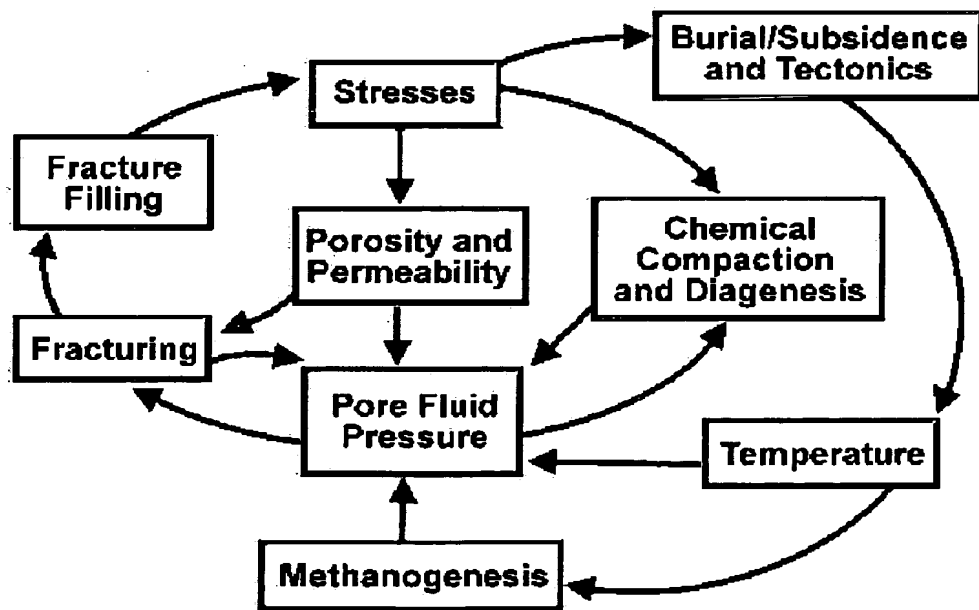 Burial/Subsidence
and Tectonics
Stresses
Fracture
Filling
Porosity and
Permeability
Chemical
Compaction
and Diagenesis
Fracturing
Pore Fluid
Pressure
Temperature
Methanogenesis